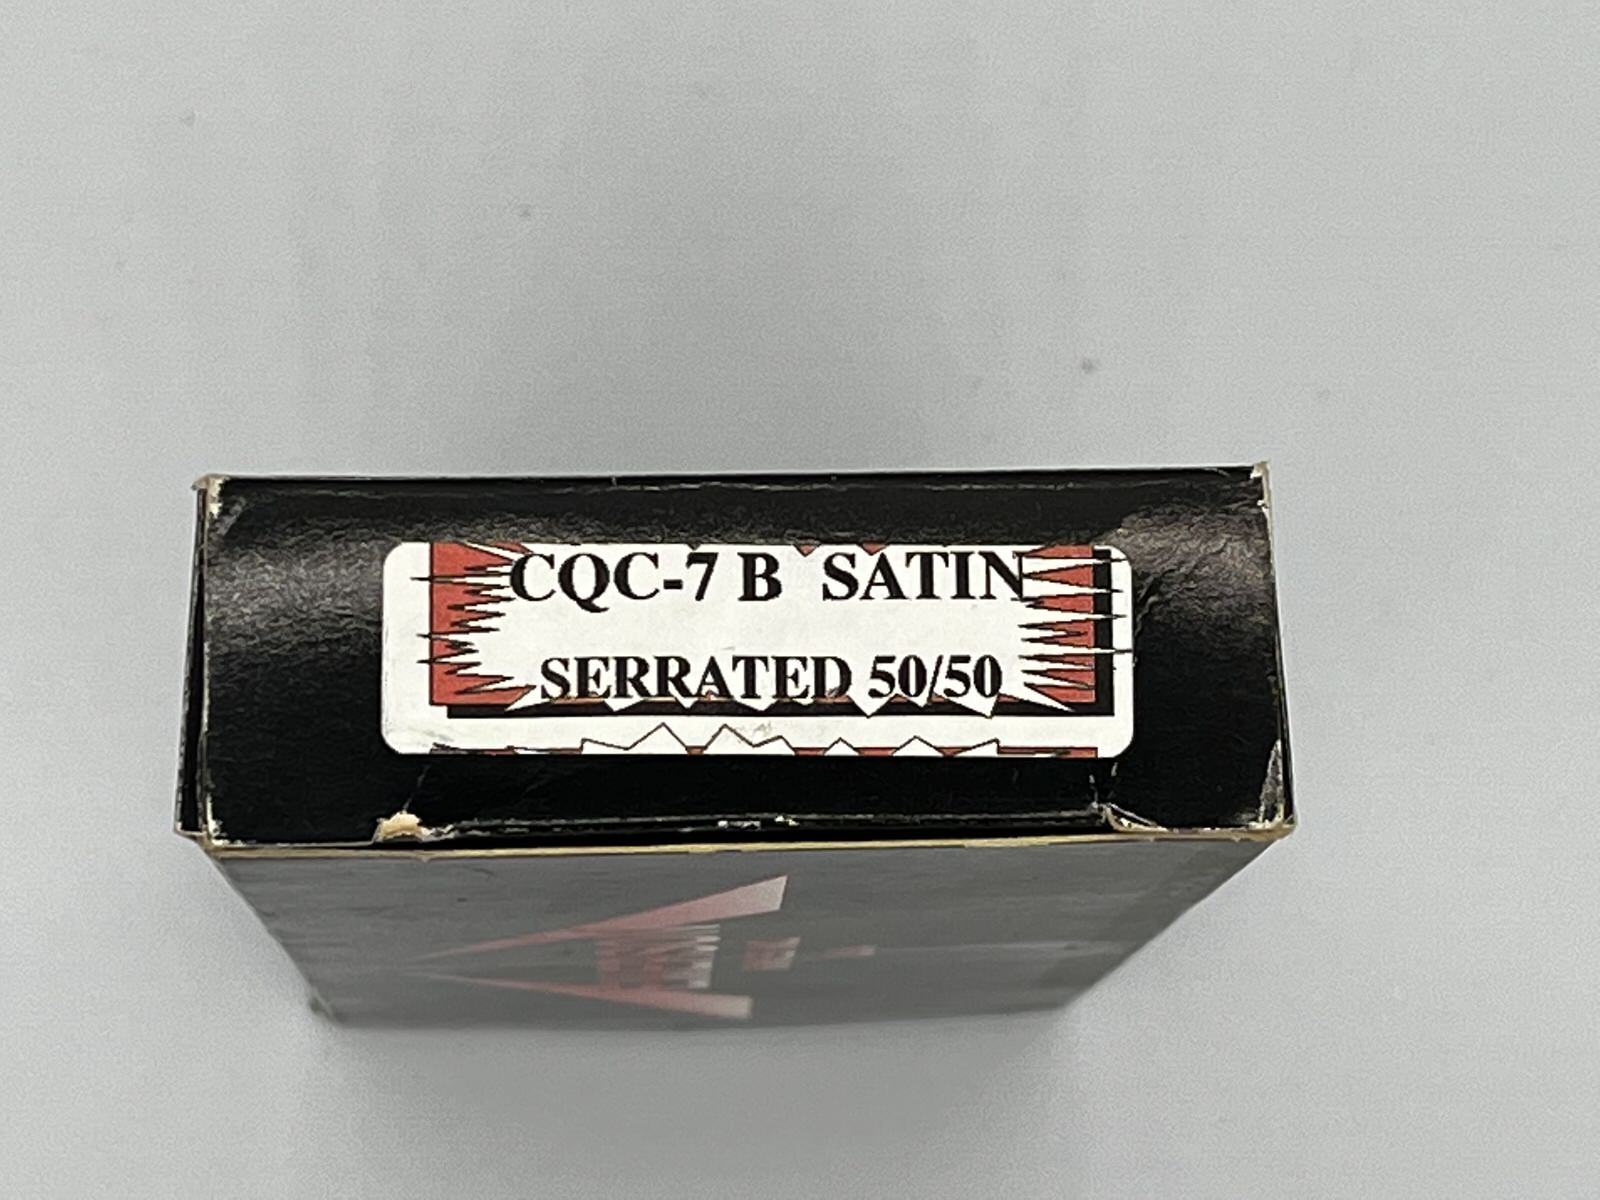 CQC-7 B SATIN
SERRATED 50/50